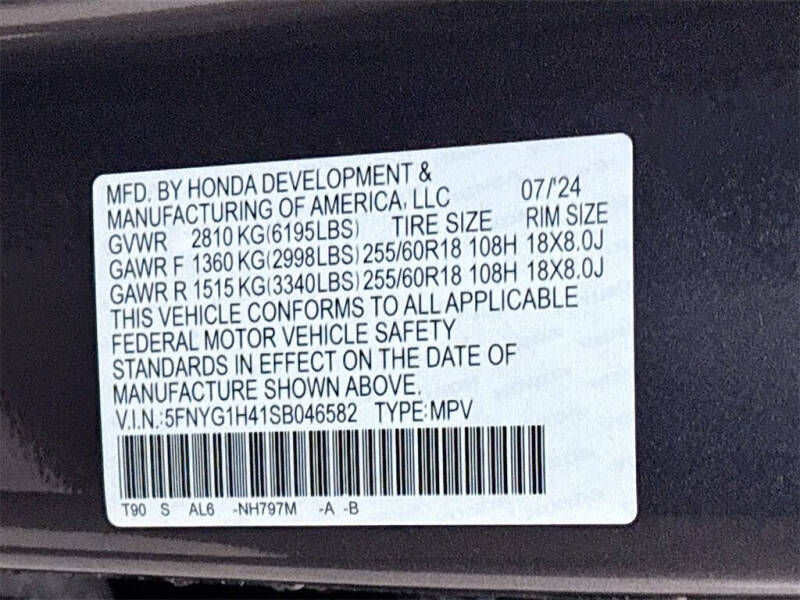 MFD. BY HONDA DEVELOPMENT &
MANUFACTURING OF AMERICA, LLC 07/'24
GVWR 2810 KG(6195LBS) TIRE SIZE RIM SIZE
GAWR F 1360 KG(2998LBS) 255/60R18 108H 18X8.0J
GAWR R 1515 KG(3340LBS) 255/60R18 108H 18X8.0J
THIS VEHICLE CONFORMS TO ALL APPLICABLE
FEDERAL MOTOR VEHICLE SAFETY
STANDARDS IN EFFECT ON THE DATE OF
MANUFACTURE SHOWN ABOVE.
V.I.N.:5FNYG1H41SB046582 TYPE:MPV
T90 S AL6 -NH797M -A -B